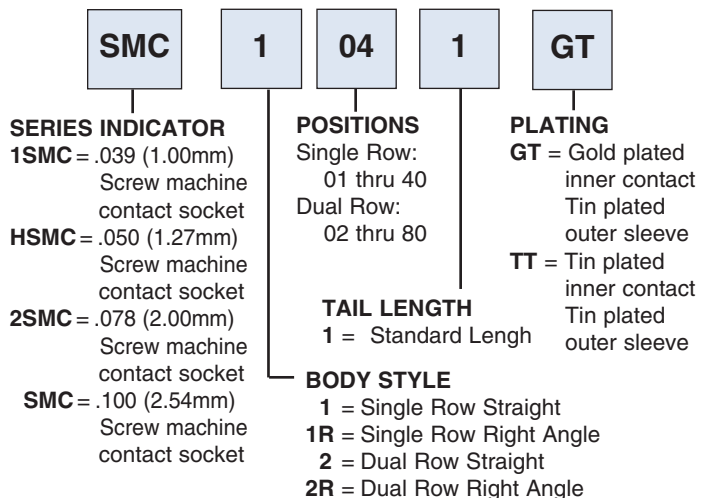 SMC 1 04 1 GT
SERIES INDICATOR
1SMC = .039 (1.00mm)
Screw machine
contact socket
HSMC = .050 (1.27mm)
Screw machine
contact socket
2SMC = .078 (2.00mm)
Screw machine
contact socket
SMC = .100 (2.54mm)
Screw machine
contact socket
POSITIONS
Single Row:
01 thru 40
Dual Row:
02 thru 80
PLATING
GT = Gold plated
inner contact
Tin plated
outer sleeve
TT = Tin plated
inner contact
Tin plated
outer sleeve
TAIL LENGTH
1 = Standard Lengh
BODY STYLE
1 = Single Row Straight
1R = Single Row Right Angle
2 = Dual Row Straight
2R = Dual Row Right Angle